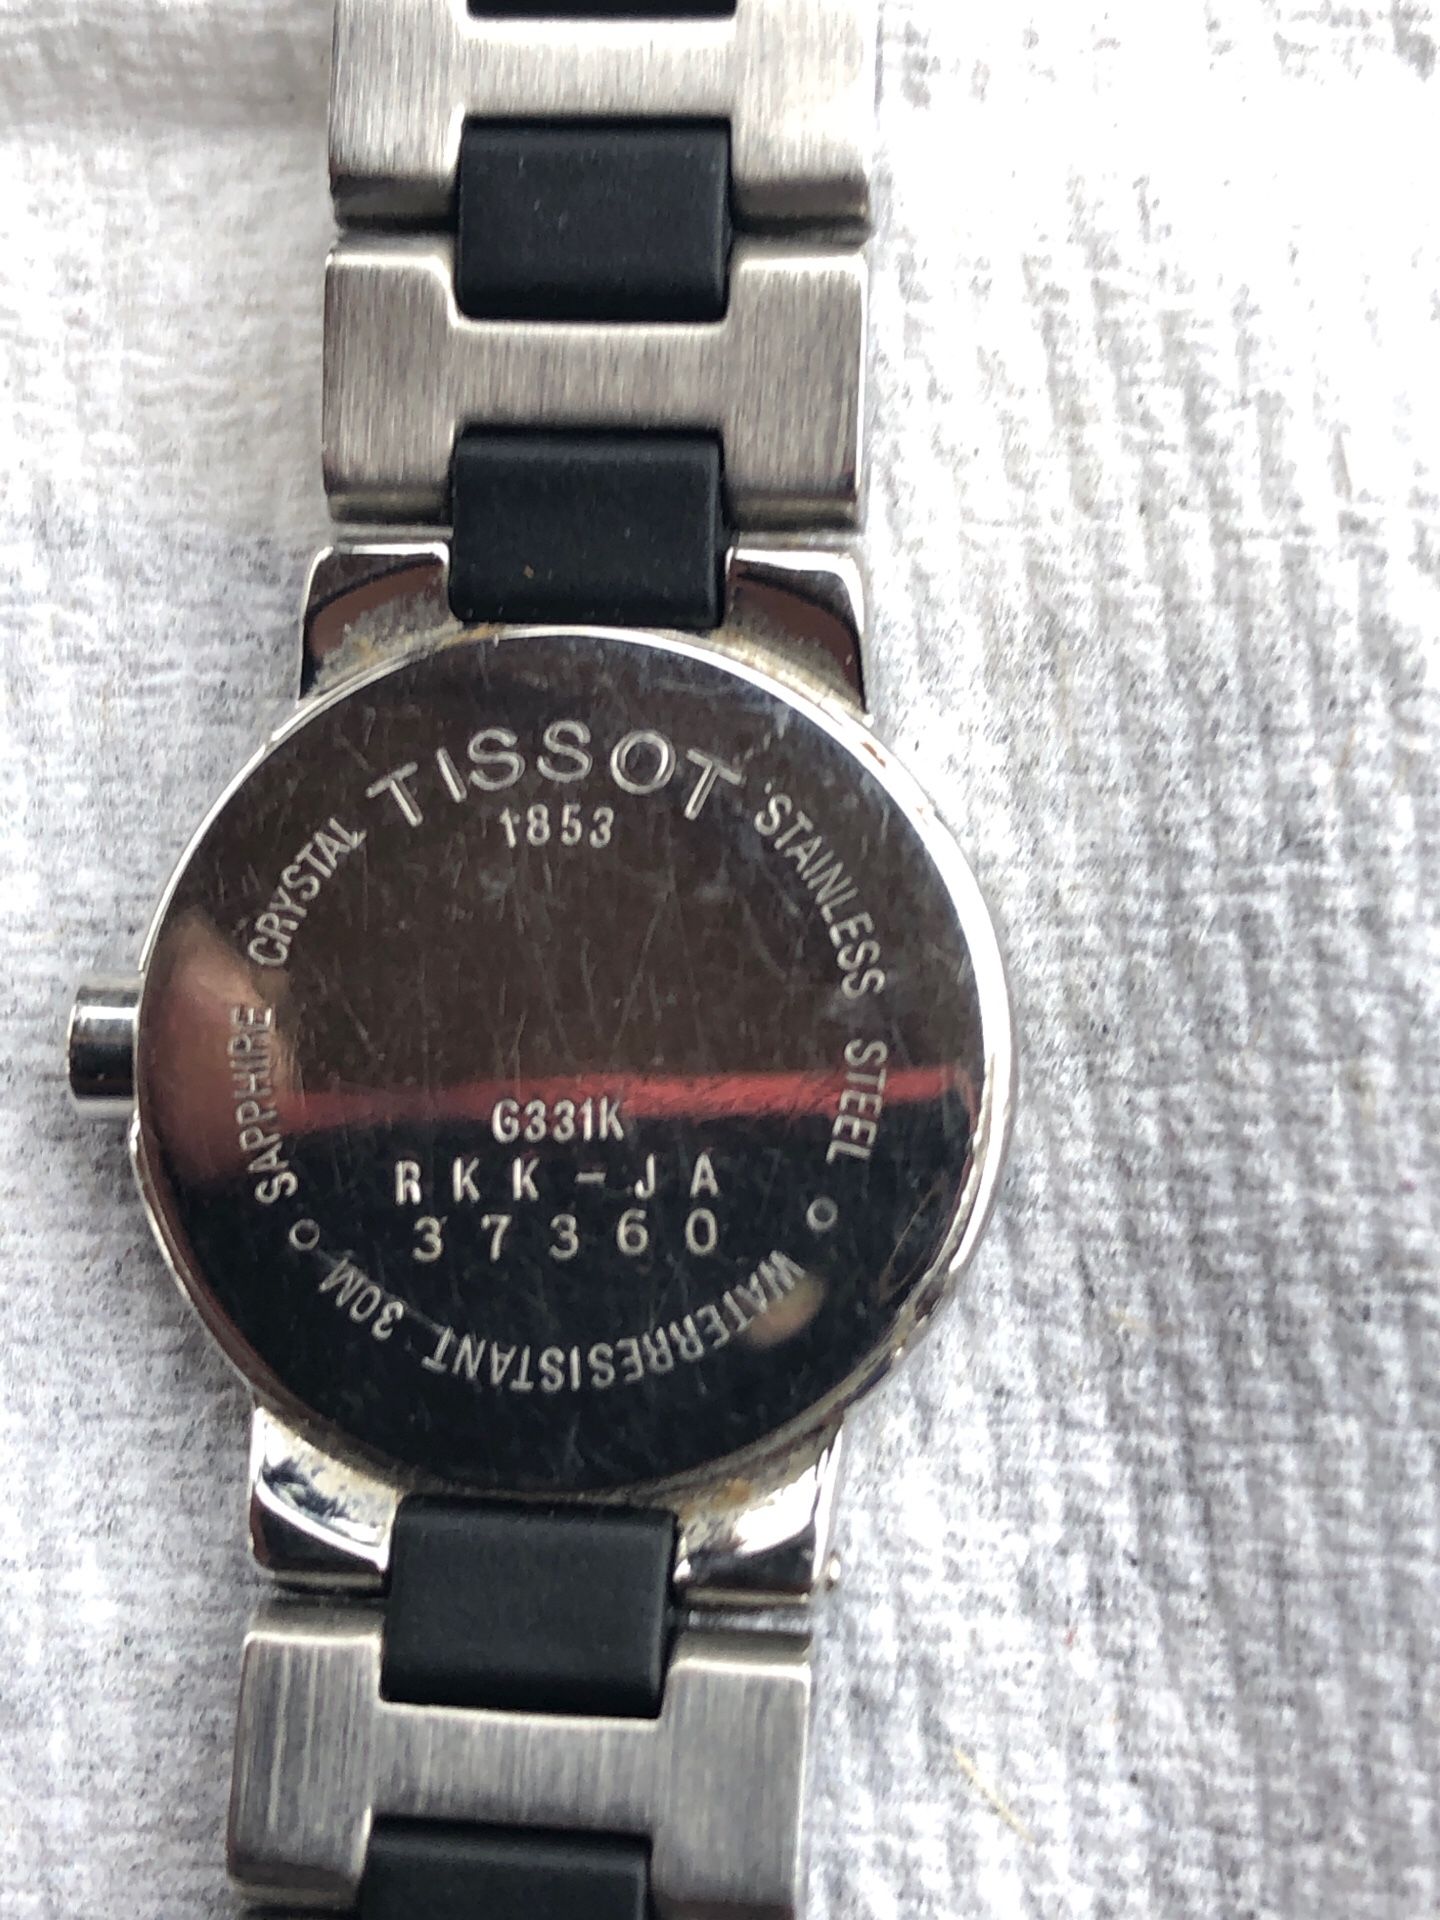 TISSOT
1853
STAINLESS STEEL
WATERRESISTANT 30M
SAPPHIRE CRYSTAL
G331K
RKK-JA
37360